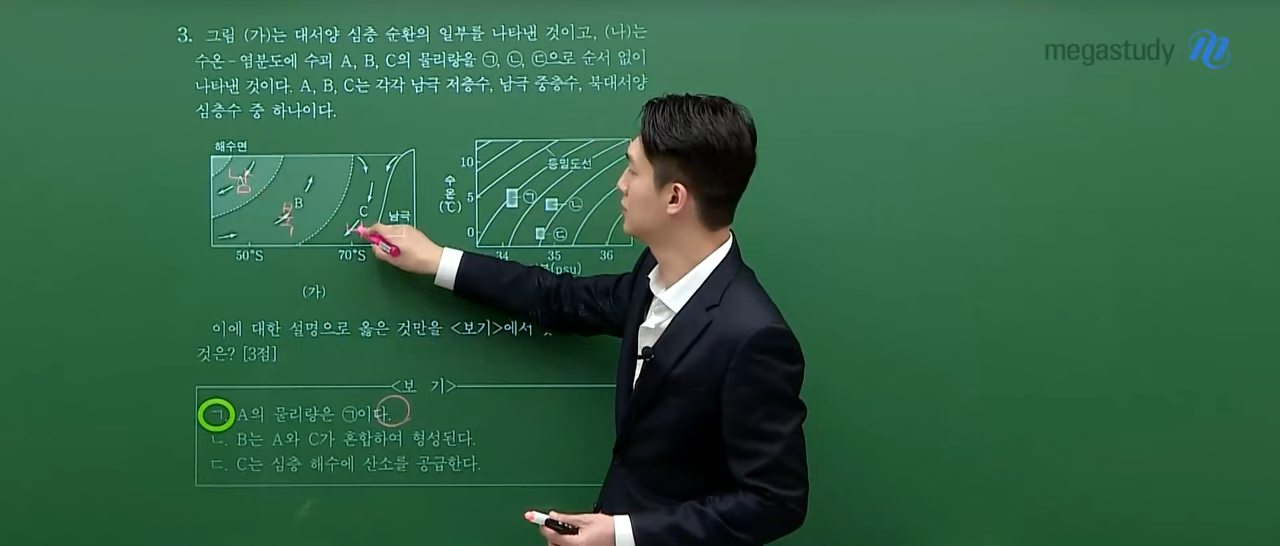 megastudy
3. 그림 (가)는 대서양 심층 순환의 일부를 나타낸 것이고, (나)는
수온-염분도에 수괴 A, B, C의 물리량을 ㉠, ㉡, ㉢으로 순서 없이
나타낸 것이다. A, B, C는 각각 남극 저층수, 남극 중층수, 북대서양
심층수 중 하나이다.
해수면
A
중
B
북
C
남극
50°S 70°S
(가)
수온(℃)
10
5
0
등밀도선
㉠
㉡
㉢
34 35 36
(psu)
이에 대한 설명으로 옳은 것만을 <보기>에서
것은? [3점]
<보 기>
ㄱ. A의 물리량은 ㉠이다.
ㄴ. B는 A와 C가 혼합하여 형성된다.
ㄷ. C는 심층 해수에 산소를 공급한다.